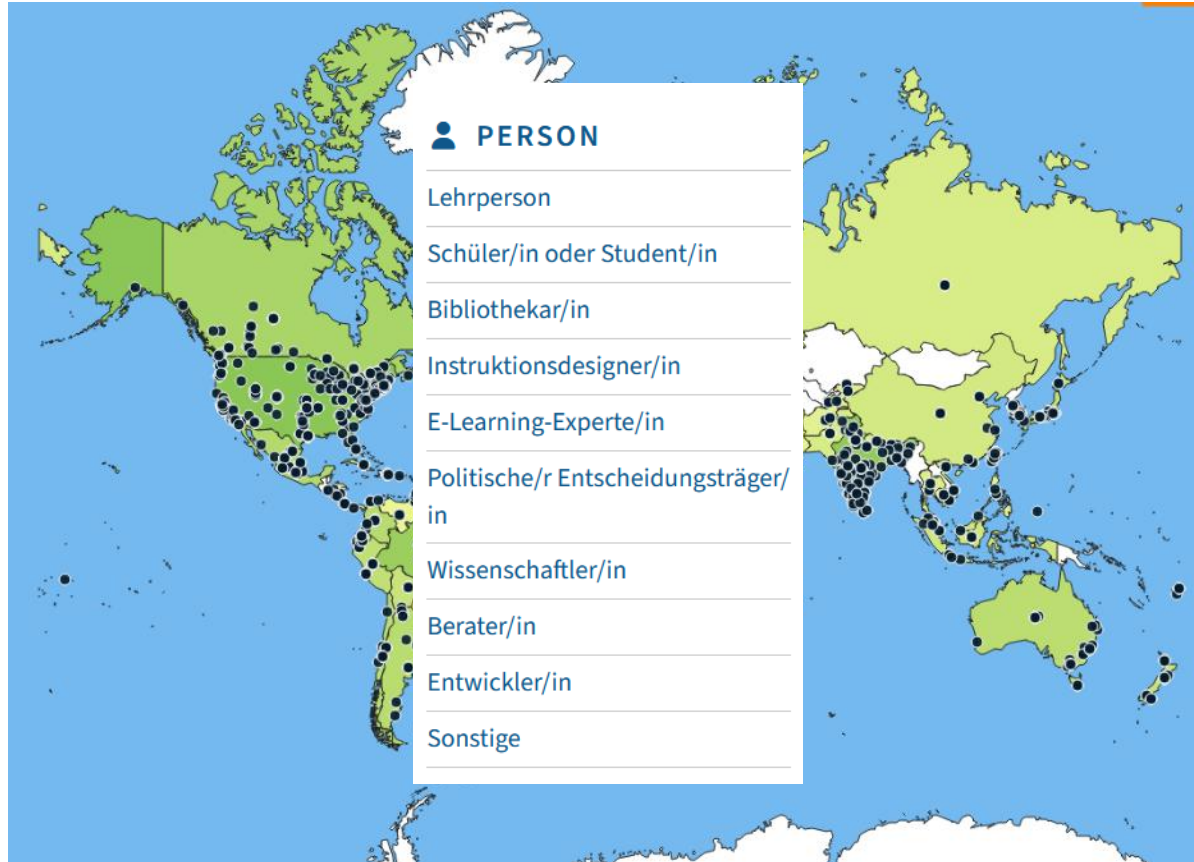 PERSON
Lehrperson
Schüler/in oder Student/in
Bibliothekar/in
Instruktionsdesigner/in
E-Learning-Experte/in
Politische/r Entscheidungsträger/
in
Wissenschaftler/in
Berater/in
Entwickler/in
Sonstige